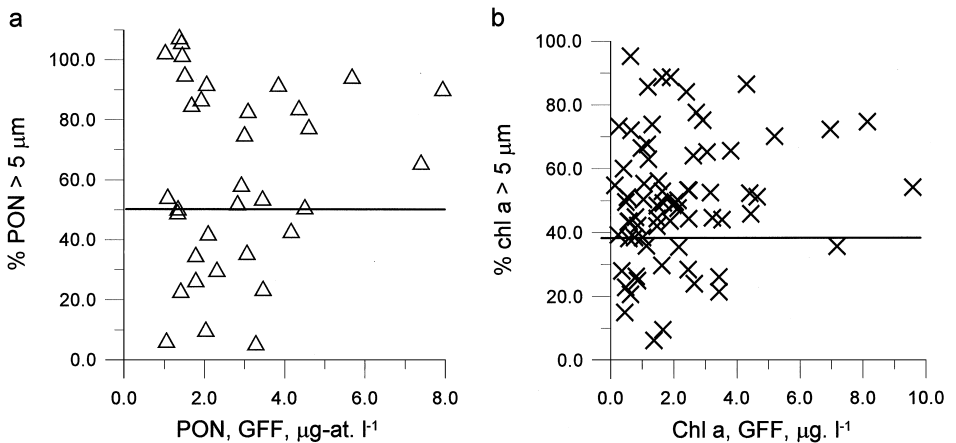 a
% PON > 5 µm
100.0
80.0
60.0
40.0
20.0
0.0
0.0 2.0 4.0 6.0 8.0
PON, GFF, µg-at. l-1
b
% chl a > 5 µm
100.0
80.0
60.0
40.0
20.0
0.0
0.0 2.0 4.0 6.0 8.0 10.0
Chl a, GFF, µg. l-1